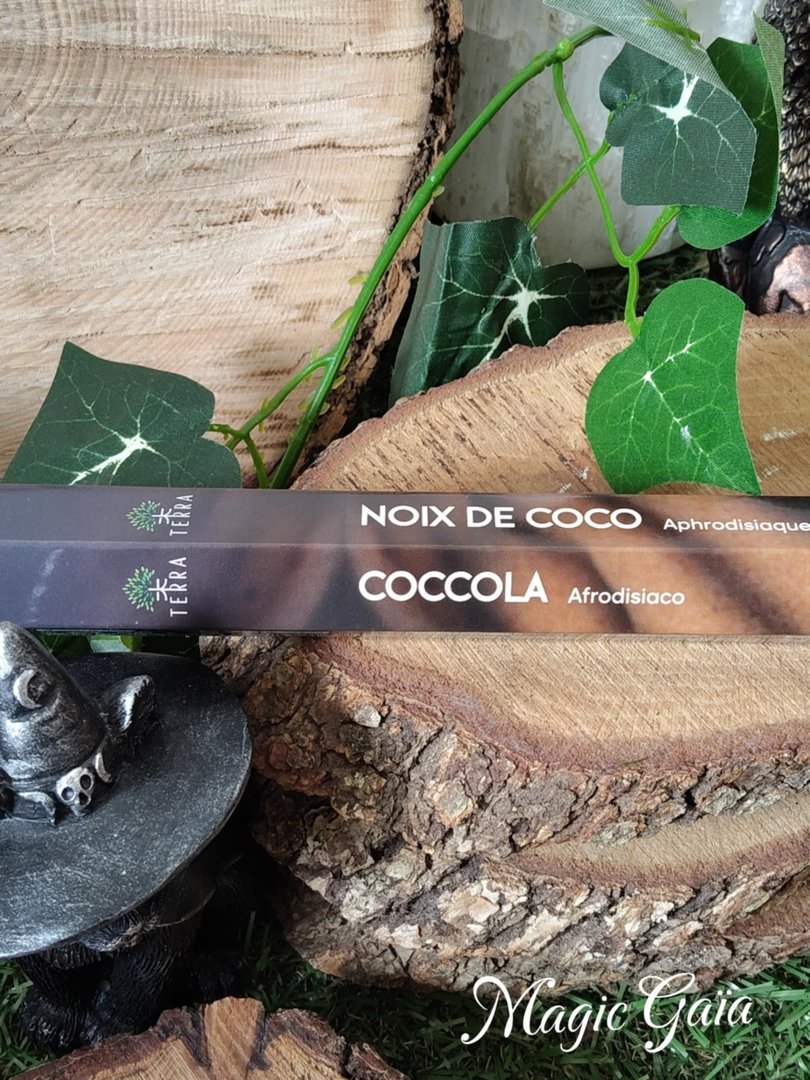 TERRA
NOIX DE COCO Aphrodisiaque
TERRA
COCCOLA Afrodisiaco
Magic Gaïa